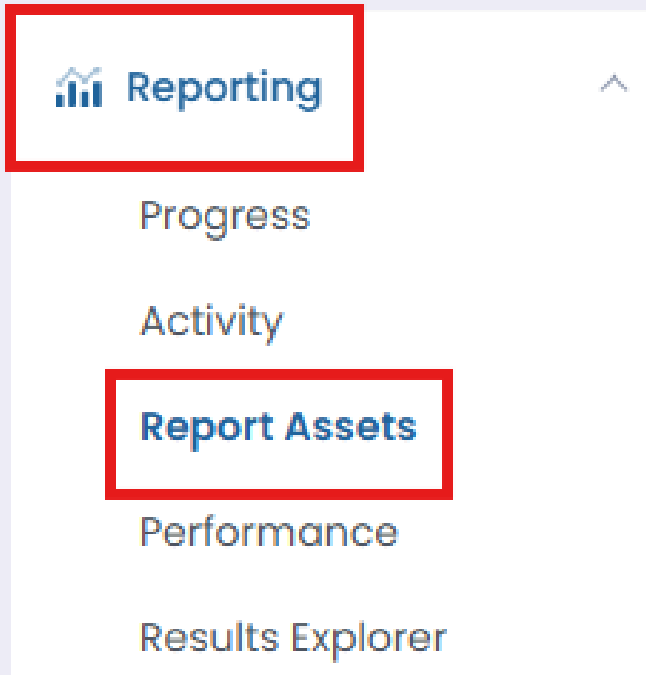 Reporting
Progress
Activity
Report Assets
Performance
Results Explorer